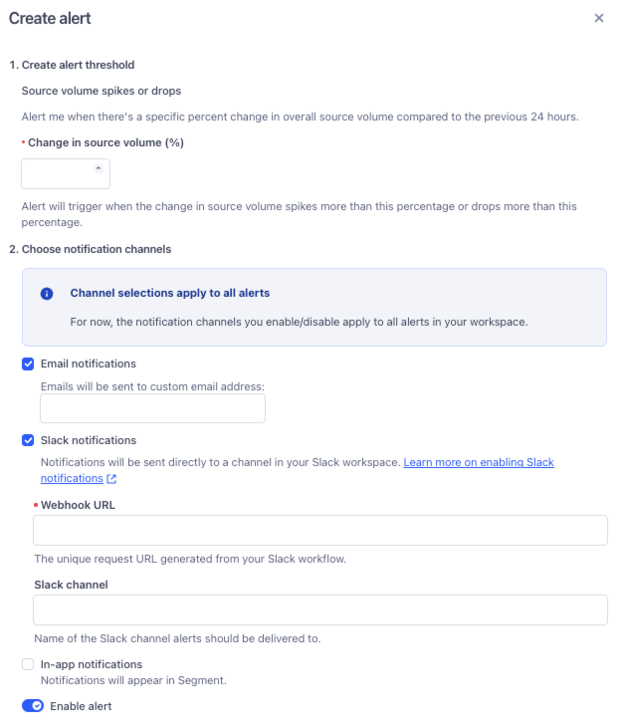 Create alert
1. Create alert threshold
Source volume spikes or drops
Alert me when there's a specific percent change in overall source volume compared to the previous 24 hours.
• Change in source volume (%)
Alert will trigger when the change in source volume spikes more than this percentage or drops more than this
percentage.
2. Choose notification channels
Channel selections apply to all alerts
For now, the notification channels you enable/disable apply to all alerts in your workspace.
Email notifications
Emails will be sent to custom email address:
Slack notifications
Notifications will be sent directly to a channel in your Slack workspace. Learn more on enabling Slack
notifications
• Webhook URL
The unique request URL generated from your Slack workflow.
Slack channel
Name of the Slack channel alerts should be delivered to.
In-app notifications
Notifications will appear in Segment.
Enable alert